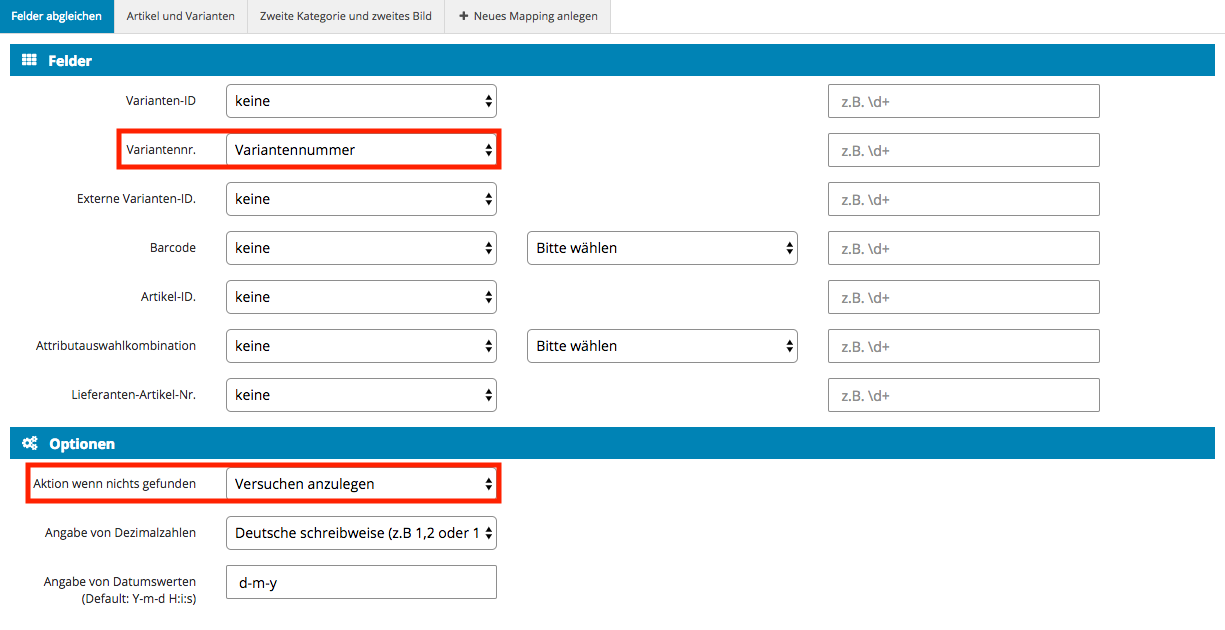 Felder abgleichen
Artikel und Varianten
Zweite Kategorie und zweites Bild
+ Neues Mapping anlegen
Felder
Varianten-ID keine z.B. \d+
Variantennr. Variantennummer z.B. \d+
Externe Varianten-ID. keine z.B. \d+
Barcode keine Bitte wählen z.B. \d+
Artikel-ID. keine z.B. \d+
Attributauswahlkombination keine Bitte wählen z.B. \d+
Lieferanten-Artikel-Nr. keine z.B. \d+
Optionen
Aktion wenn nichts gefunden Versuchen anzulegen
Angabe von Dezimalzahlen Deutsche schreibweise (z.B 1,2 oder 1
Angabe von Datumswerten d-m-y
(Default: Y-m-d H:i:s)